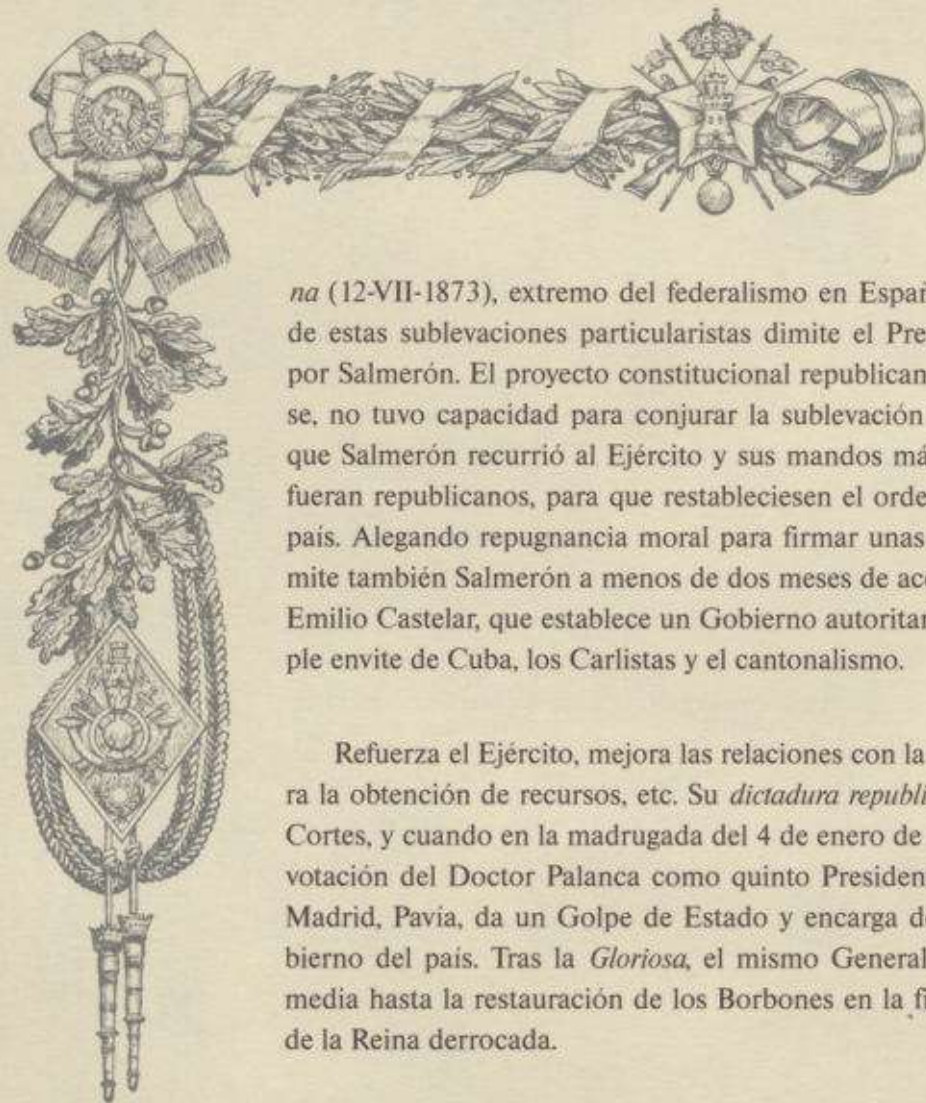 na (12-VII-1873), extremo del federalismo en Españ
de estas sublevaciones particularistas dimite el Pre
por Salmerón. El proyecto constitucional republican
se, no tuvo capacidad para conjurar la sublevación
que Salmerón recurrió al Ejército y sus mandos má
fueran republicanos, para que restableciesen el orde
país. Alegando repugnancia moral para firmar unas
mite también Salmerón a menos de dos meses de acc
Emilio Castelar, que establece un Gobierno autoritar
ple envite de Cuba, los Carlistas y el cantonalismo.
Refuerza el Ejército, mejora las relaciones con la
ra la obtención de recursos, etc. Su dictadura republi
Cortes, y cuando en la madrugada del 4 de enero de
votación del Doctor Palanca como quinto Presiden
Madrid, Pavía, da un Golpe de Estado y encarga d
bierno del país. Tras la Gloriosa, el mismo General
media hasta la restauración de los Borbones en la fi
de la Reina derrocada.